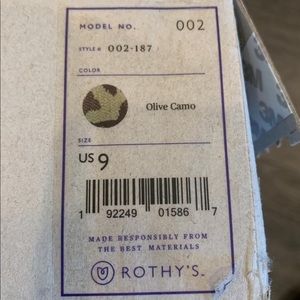 MODEL NO. 002
STYLE # 002-187
COLOR
Olive Camo
SIZE
US 9
1 92249 01586 7
MADE RESPONSIBLY FROM
THE BEST MATERIALS
ROTHY'S™